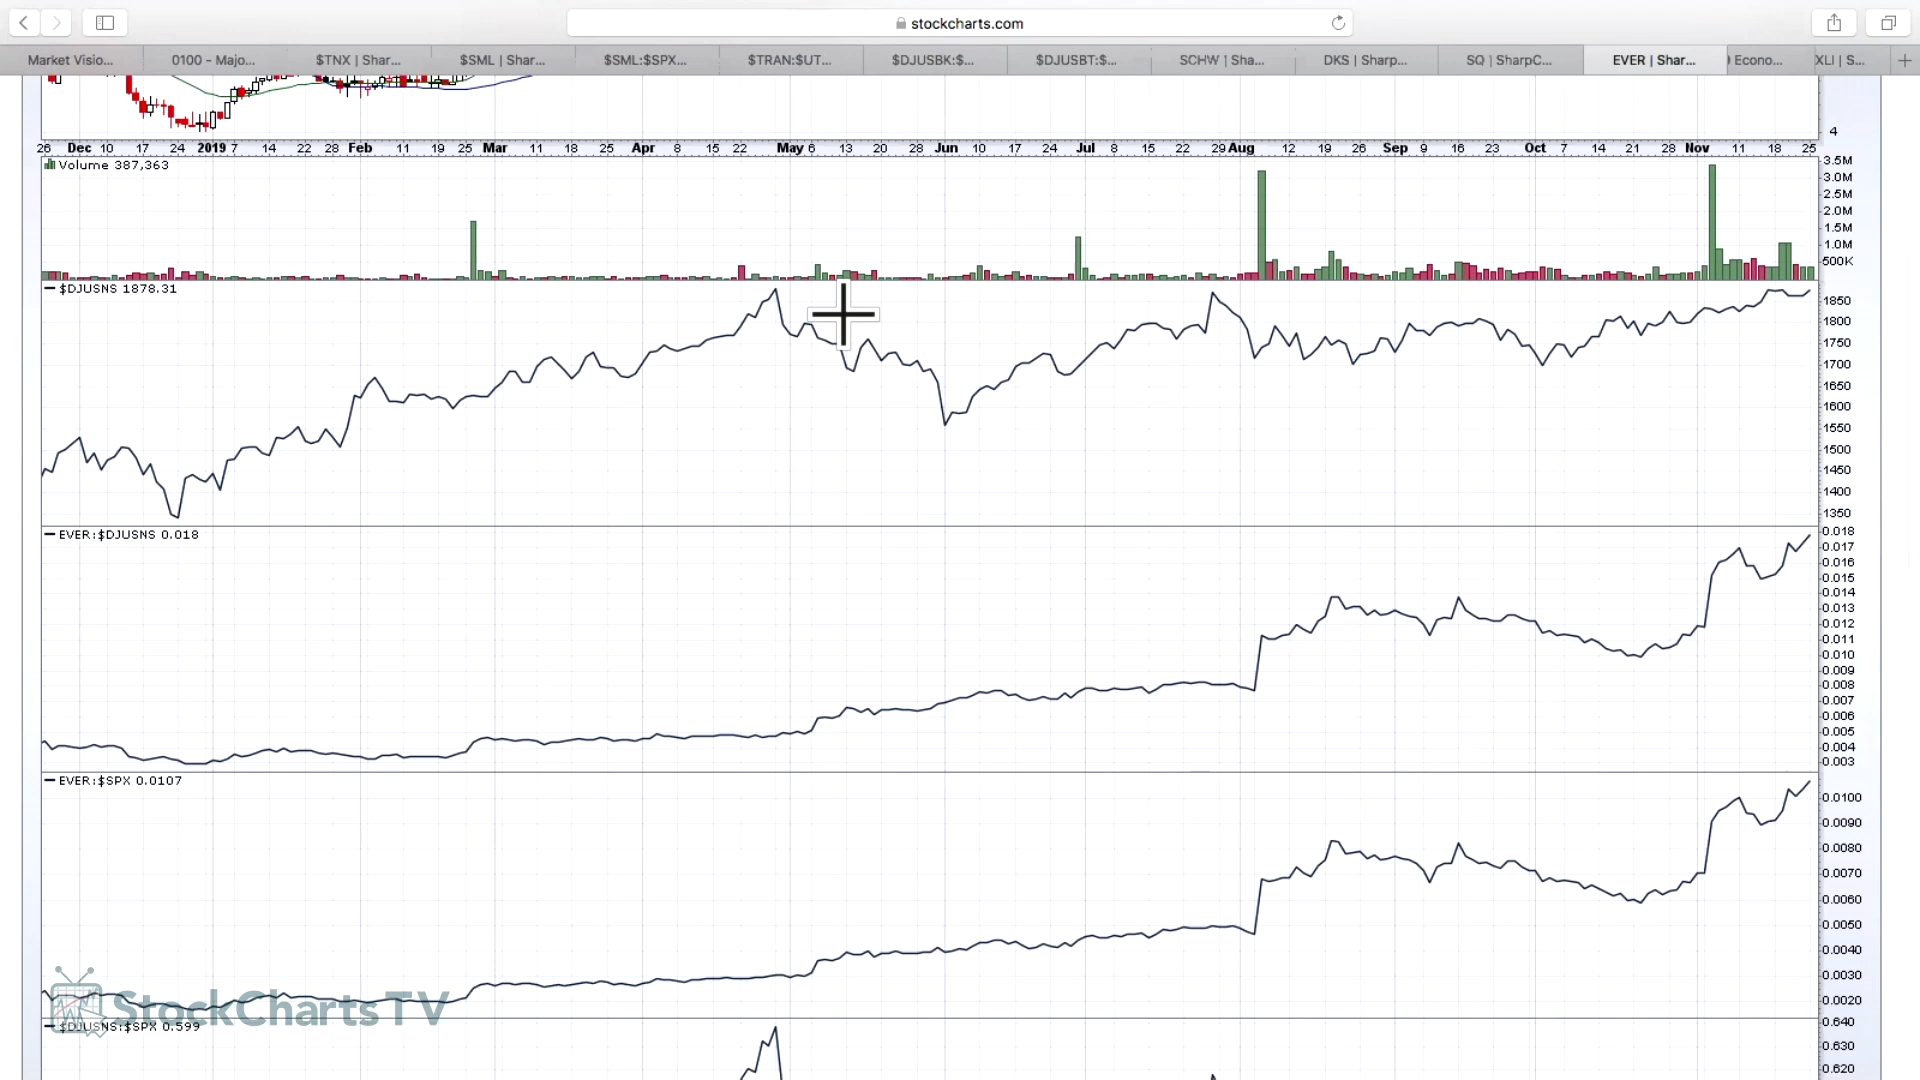 stockcharts.com
Market Visio... 0100 - Majo... $TNX | Shar... $SML | Shar... $SML:$SPX... $TRAN:$UT... $DJUSBK:$... $DJUSBT:$... SCHW | Sha... DKS | Sharp... SQ | SharpC... EVER | Shar... Econo... XLI | S...
4
26 Dec 10 17 24 2019 7 14 22 28 Feb 11 19 25 Mar 11 18 25 Apr 8 15 22 May 6 13 20 28 Jun 10 17 24 Jul 8 15 22 29 Aug 12 19 26 Sep 9 16 23 Oct 7 14 21 28 Nov 11 18 25
Volume 387,363
3.5M
3.0M
2.5M
2.0M
1.5M
1.0M
500K
$DJUSNS 1878.31
1850
1800
1750
1700
1650
1600
1550
1500
1450
1400
1350
EVER:$DJUSNS 0.018
0.018
0.017
0.016
0.015
0.014
0.013
0.012
0.011
0.010
0.009
0.008
0.007
0.006
0.005
0.004
0.003
EVER:$SPX 0.0107
0.0100
0.0090
0.0080
0.0070
0.0060
0.0050
0.0040
0.0030
0.0020
StockChartsTV
$DJUSNS:$SPX 0.599
0.640
0.630
0.620